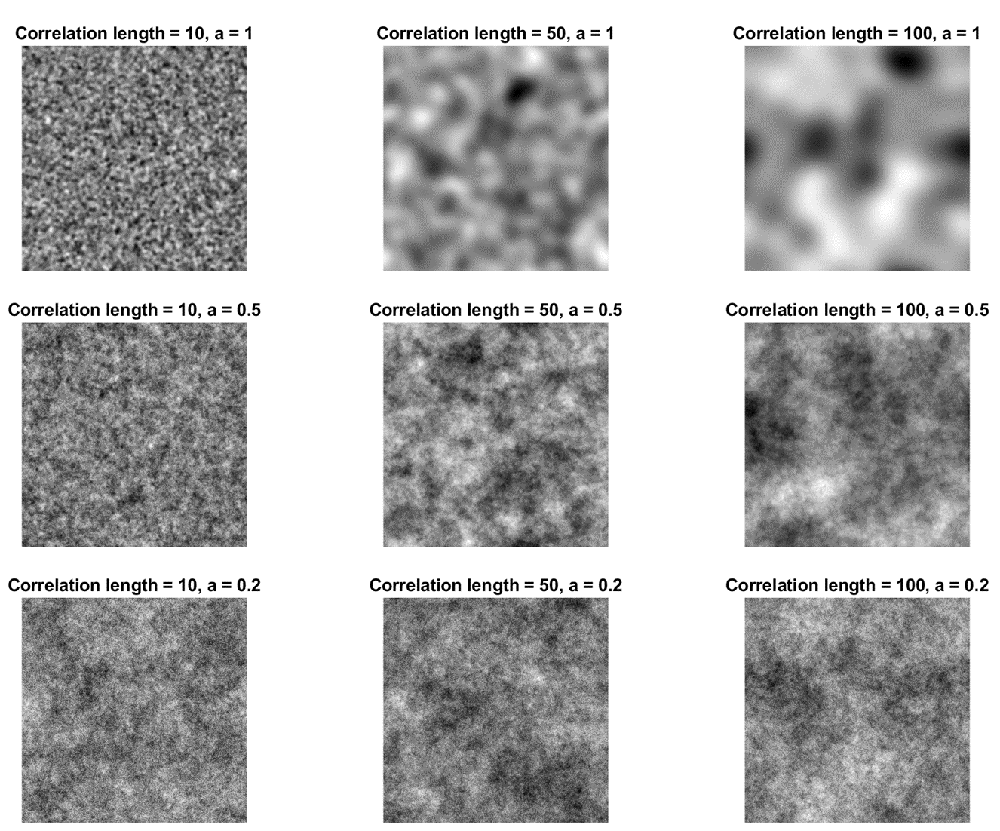 Correlation length = 10, a = 1
Correlation length = 50, a = 1
Correlation length = 100, a = 1
Correlation length = 10, a = 0.5
Correlation length = 50, a = 0.5
Correlation length = 100, a = 0.5
Correlation length = 10, a = 0.2
Correlation length = 50, a = 0.2
Correlation length = 100, a = 0.2